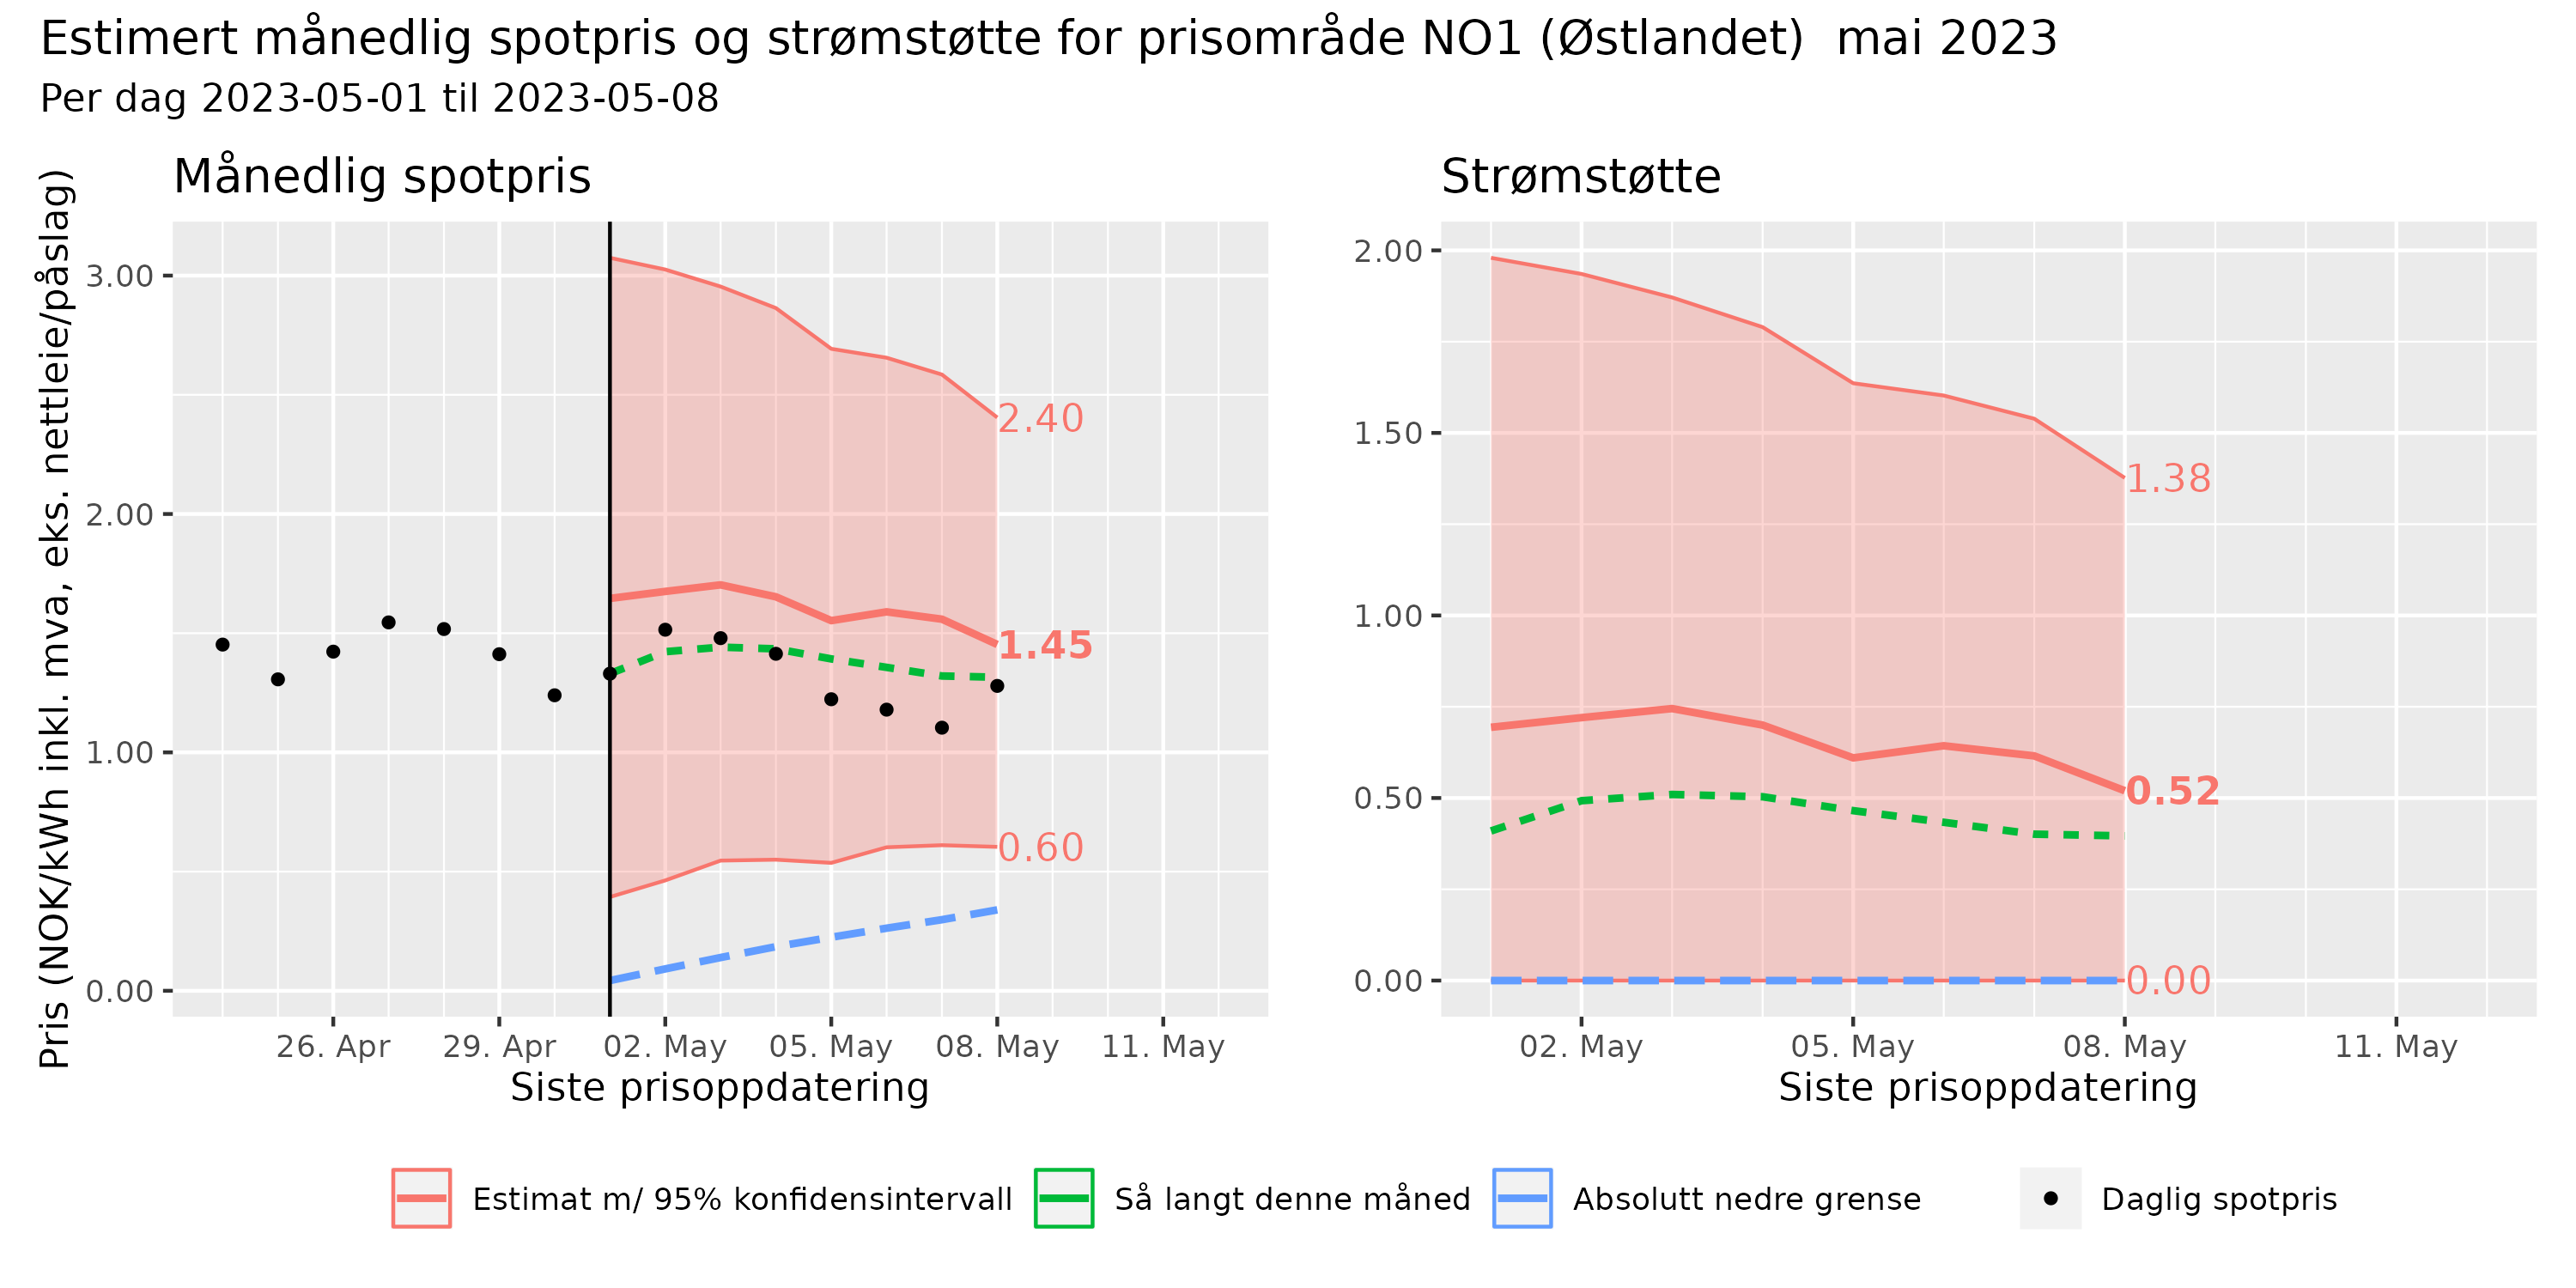 Estimert månedlig spotpris og strømstøtte for prisområde NO1 (Østlandet)  mai 2023
Per dag 2023-05-01 til 2023-05-08
Månedlig spotpris
Pris (NOK/kWh inkl. mva, eks. nettleie/påslag)
3.00
2.00
1.00
0.00
2.40
1.45
0.60
26. Apr 29. Apr 02. May 05. May 08. May 11. May
Siste prisoppdatering
Strømstøtte
2.00
1.50
1.00
0.50
0.00
1.38
0.52
0.00
02. May 05. May 08. May 11. May
Siste prisoppdatering
Estimat m/ 95% konfidensintervall Så langt denne måned Absolutt nedre grense Daglig spotpris